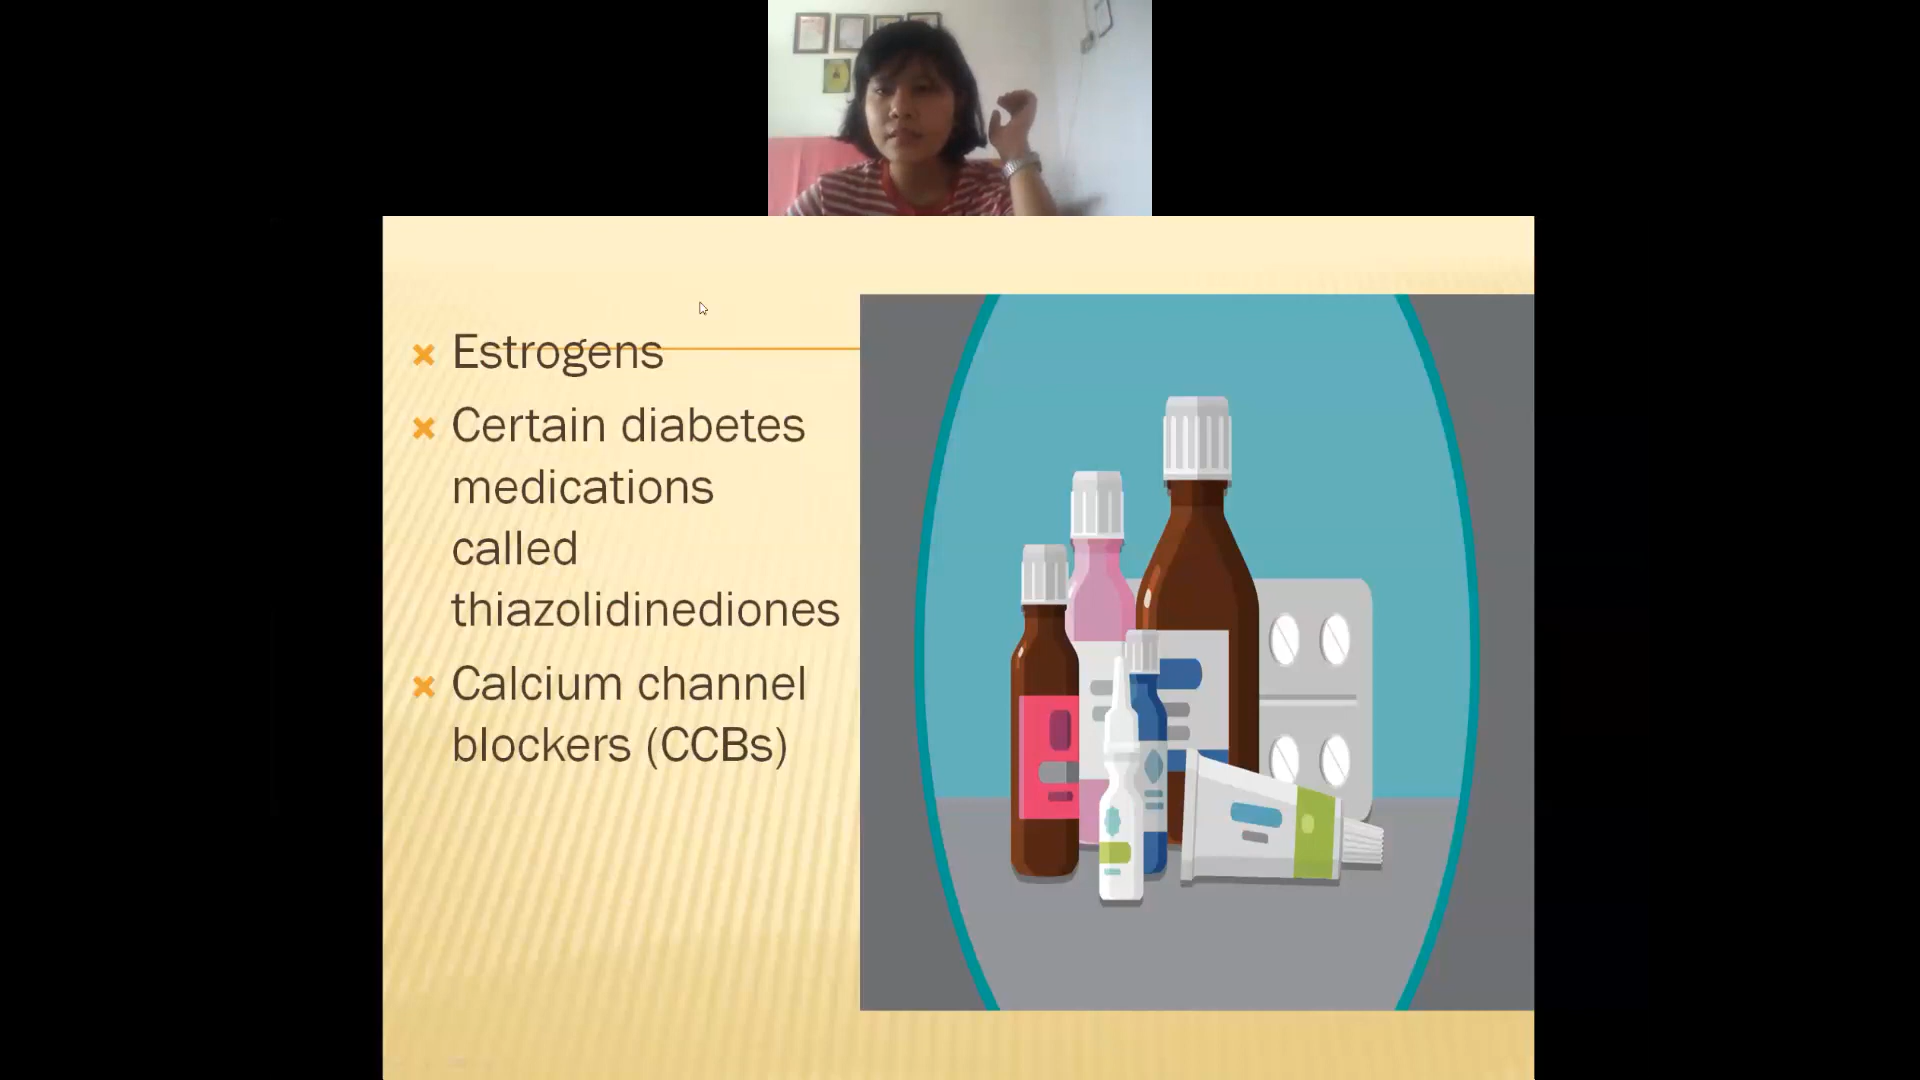 Estrogens
Certain diabetes
medications
called
thiazolidinediones
Calcium channel
blockers (CCBs)